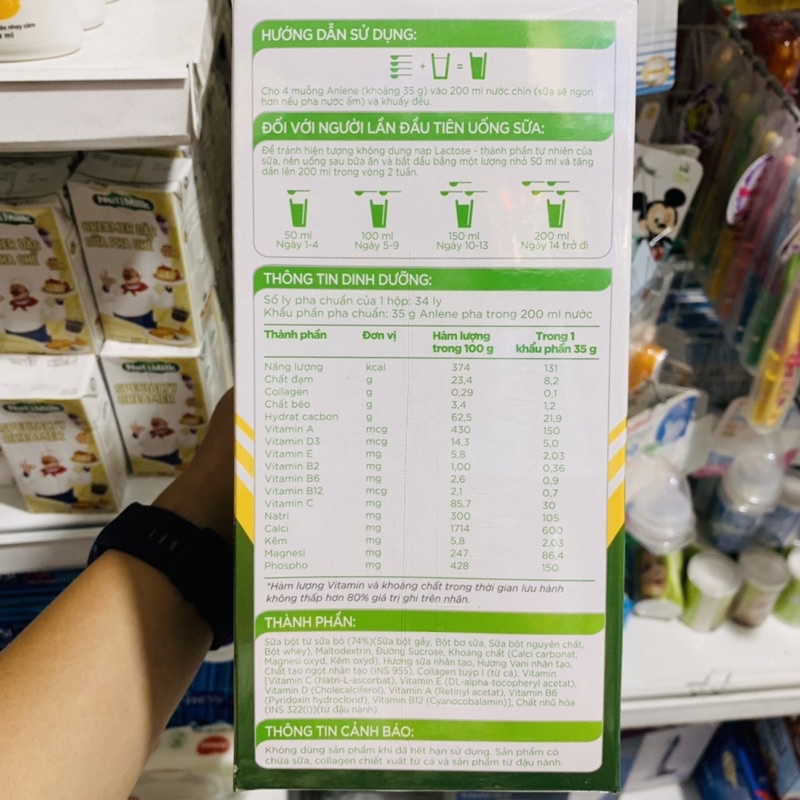 HƯỚNG DẪN SỬ DỤNG:
+ =
Cho 4 muỗng Anlene (khoảng 35 g) vào 200 ml nước chín (sữa sẽ ngon
hơn nếu pha nước ấm) và khuấy đều.
ĐỐI VỚI NGƯỜI LẦN ĐẦU TIÊN UỐNG SỮA:
Để tránh hiện tượng không dung nạp Lactose - thành phần tự nhiên của
sữa, nên uống sau bữa ăn và bắt đầu bằng một lượng nhỏ 50 ml và tăng
dần lên 200 ml trong vòng 2 tuần.
50 ml 100 ml 150 ml 200 ml
Ngày 1-4 Ngày 5-9 Ngày 10-13 Ngày 14 trở đi
THÔNG TIN DINH DƯỠNG:
Số ly pha chuẩn của 1 hộp: 34 ly
Khẩu phần pha chuẩn: 35 g Anlene pha trong 200 ml nước
Thành phần Đơn vị Hàm lượng Trong 1
trong 100 g khẩu phần 35 g
Năng lượng kcal 374 131
Chất đạm g 23,4 8,2
Collagen g 0,29 0,1
Chất béo g 3,4 1,2
Hydrat cacbon g 62,5 21,9
Vitamin A mcg 430 150
Vitamin D3 mcg 14,3 5,0
Vitamin E mg 5,8 2,03
Vitamin B2 mg 1,00 0,36
Vitamin B6 mg 2,6 0,9
Vitamin B12 mcg 2,1 0,7
Vitamin C mg 85,7 30
Natri mg 300 105
Calci mg 1714 600
Kẽm mg 5,8 2,03
Magnesi mg 247 86,4
Phospho mg 428 150
*Hàm lượng Vitamin và khoáng chất trong thời gian lưu hành
không thấp hơn 80% giá trị ghi trên nhãn.
THÀNH PHẦN:
Sữa bột từ sữa bò (74%)(Sữa bột gầy, Bột bơ sữa, Sữa bột nguyên chất,
Bột whey), Maltodextrin, Đường Sucrose, Khoáng chất (Calci carbonat,
Magnesi oxyd, Kẽm oxyd), Hương sữa nhân tạo, Hương Vani nhân tạo,
Chất tạo ngọt nhân tạo (INS 955), Collagen tuýp I (từ cá), Vitamin
[Vitamin C (Natri-L-ascorbat), Vitamin E (DL-alpha-tocopheryl acetat),
Vitamin D (Cholecalciferol), Vitamin A (Retinyl acetat), Vitamin B6
(Pyridoxin hydroclorid), Vitamin B12 (Cyanocobalamin)], Chất nhũ hóa
(INS 322(i))(từ đậu nành).
THÔNG TIN CẢNH BÁO:
Không dùng sản phẩm khi đã hết hạn sử dụng. Sản phẩm có
chứa sữa, collagen chiết xuất từ cá và sản phẩm từ đậu nành.
NutiMilk
CREAMER ĐẶC
SỮA PHA CHẾ
NutiMilk
SPECIALTY
CREAMER